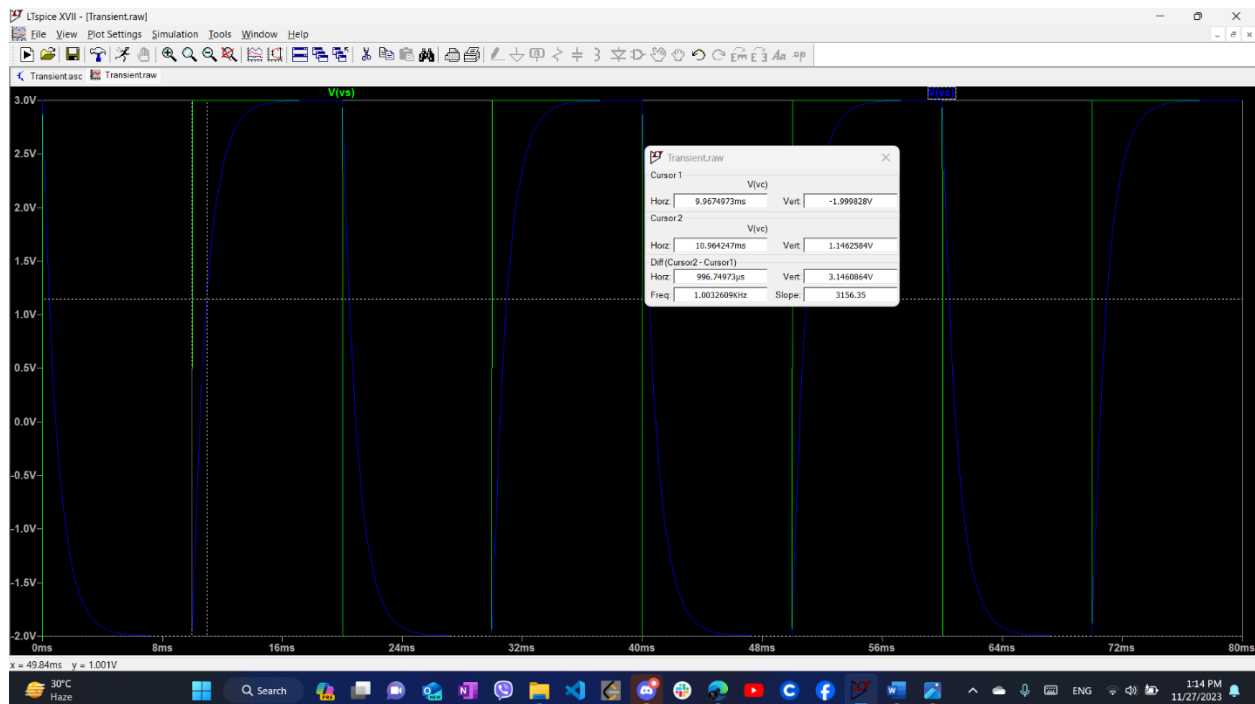 LTspice XVII - [Transient.raw]
File View Plot Settings Simulation Tools Window Help
Aa .op
Transient.asc Transient.raw
V(vs) V(vc)
3.0V
2.5V
2.0V
1.5V
1.0V
0.5V
0.0V
-0.5V
-1.0V
-1.5V
-2.0V
0ms 8ms 16ms 24ms 32ms 40ms 48ms 56ms 64ms 72ms 80ms
Transient.raw
Cursor 1
V(vc)
Horz: 9.9674973ms Vert: -1.999828V
Cursor 2
V(vc)
Horz: 10.964247ms Vert: 1.1462584V
Diff (Cursor2 - Cursor1)
Horz: 996.74973µs Vert: 3.1460864V
Freq: 1.0032609KHz Slope: 3156.35
x = 49.84ms y = 1.001V
30°C
Haze
Search
PRE
NEW
ENG
1:14 PM
11/27/2023